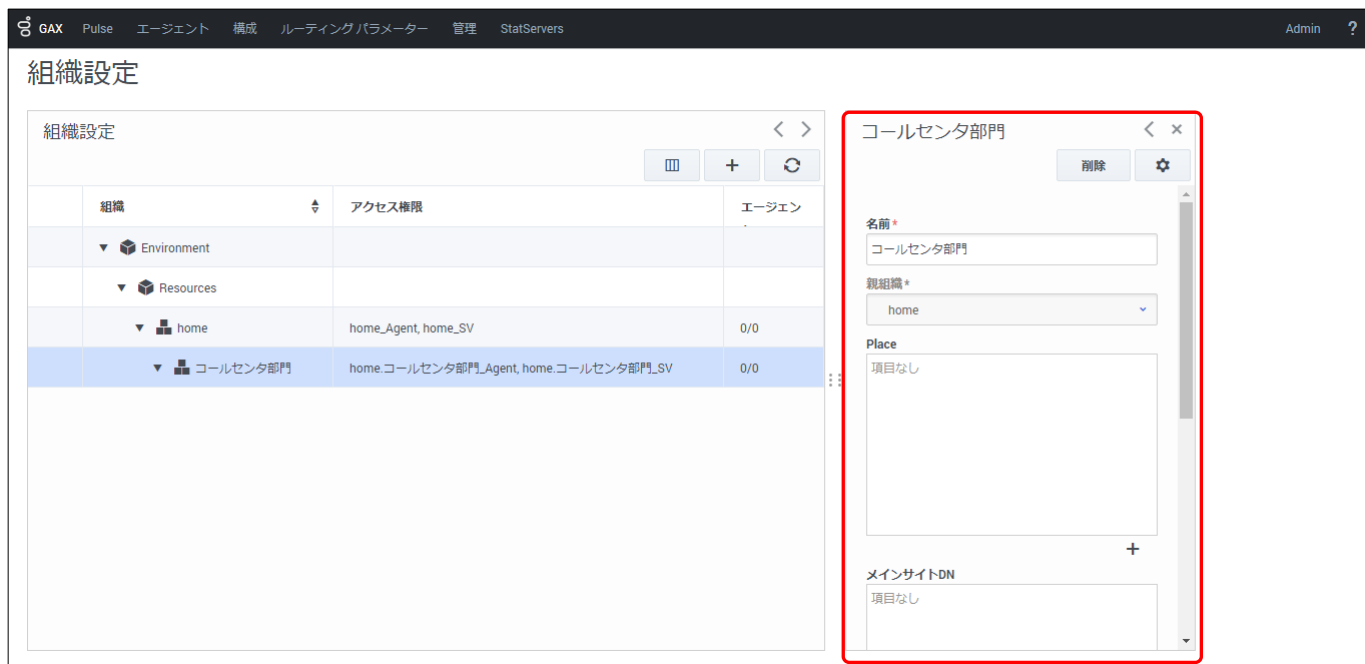 GAX Pulse エージェント 構成 ルーティング パラメーター 管理 StatServers Admin ?
組織設定
組織設定
組織 アクセス権限 エージェン
Environment
Resources
home home_Agent, home_SV 0/0
コールセンタ部門 home.コールセンタ部門_Agent, home.コールセンタ部門_SV 0/0
コールセンタ部門
削除
名前*
コールセンタ部門
親組織*
home
Place
項目なし
メインサイトDN
項目なし